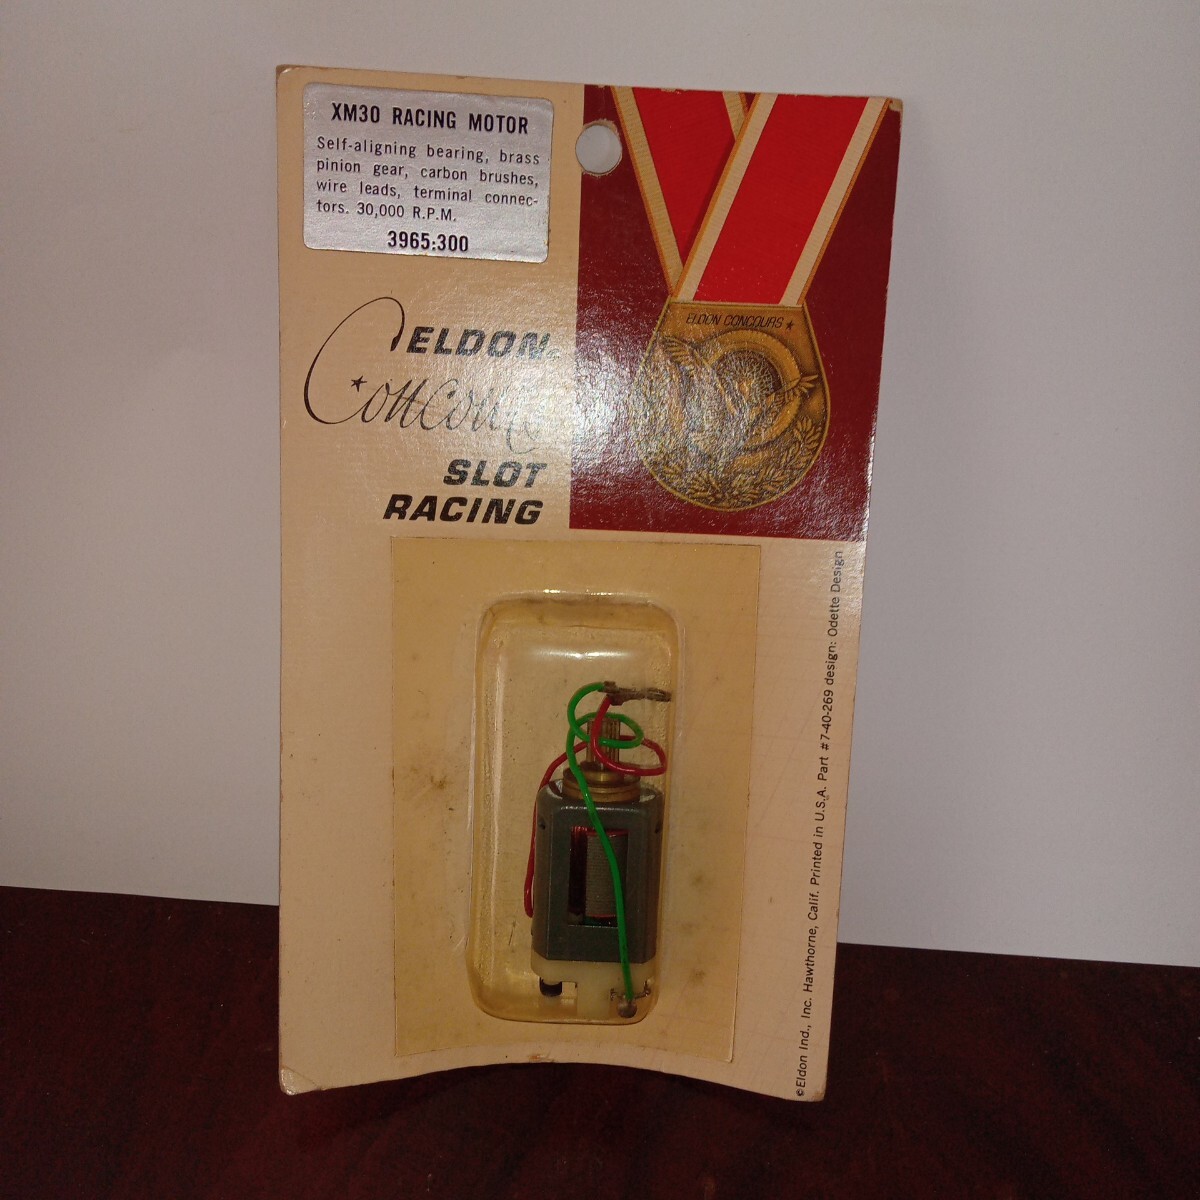 XM30 RACING MOTOR
Self-aligning bearing, brass
pinion gear, carbon brushes,
wire leads, terminal connec-
tors. 30,000 R.P.M.
3965:300
ELDON CONCOURS ★
ELDON
Concours
SLOT
RACING
©Eldon Ind., Inc. Hawthorne, Calif. Printed in U.S.A. Part #7-40-269 design: Odette Design